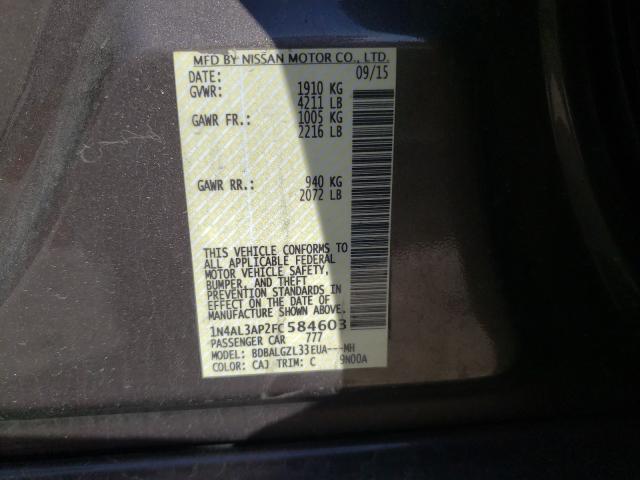 MFD BY NISSAN MOTOR CO., LTD.
DATE: 09/15
GVWR: 1910 KG
4211 LB
GAWR FR.: 1005 KG
2216 LB
GAWR RR.: 940 KG
2072 LB
THIS VEHICLE CONFORMS TO
ALL APPLICABLE FEDERAL
MOTOR VEHICLE SAFETY,
BUMPER, AND THEFT
PREVENTION STANDARDS IN
EFFECT ON THE DATE OF
MANUFACTURE SHOWN ABOVE.
1N4AL3AP2FC584603
PASSENGER CAR 777
MODEL: BDBALGZL33EUA---MH
COLOR: CAJ TRIM: C 9N00A